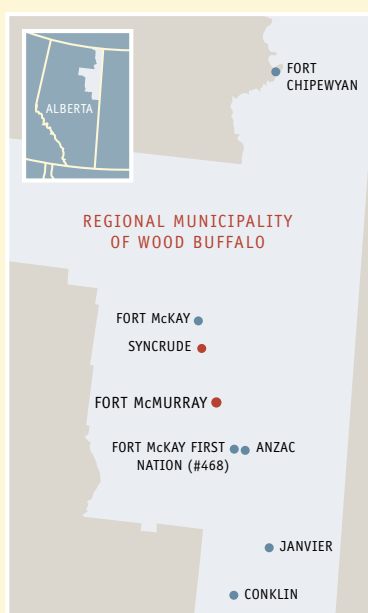 FORT
CHIPEWYAN
ALBERTA
REGIONAL MUNICIPALITY
OF WOOD BUFFALO
FORT McKAY
SYNCRUDE
FORT McMURRAY
FORT McKAY FIRST
NATION (#468)
ANZAC
JANVIER
CONKLIN